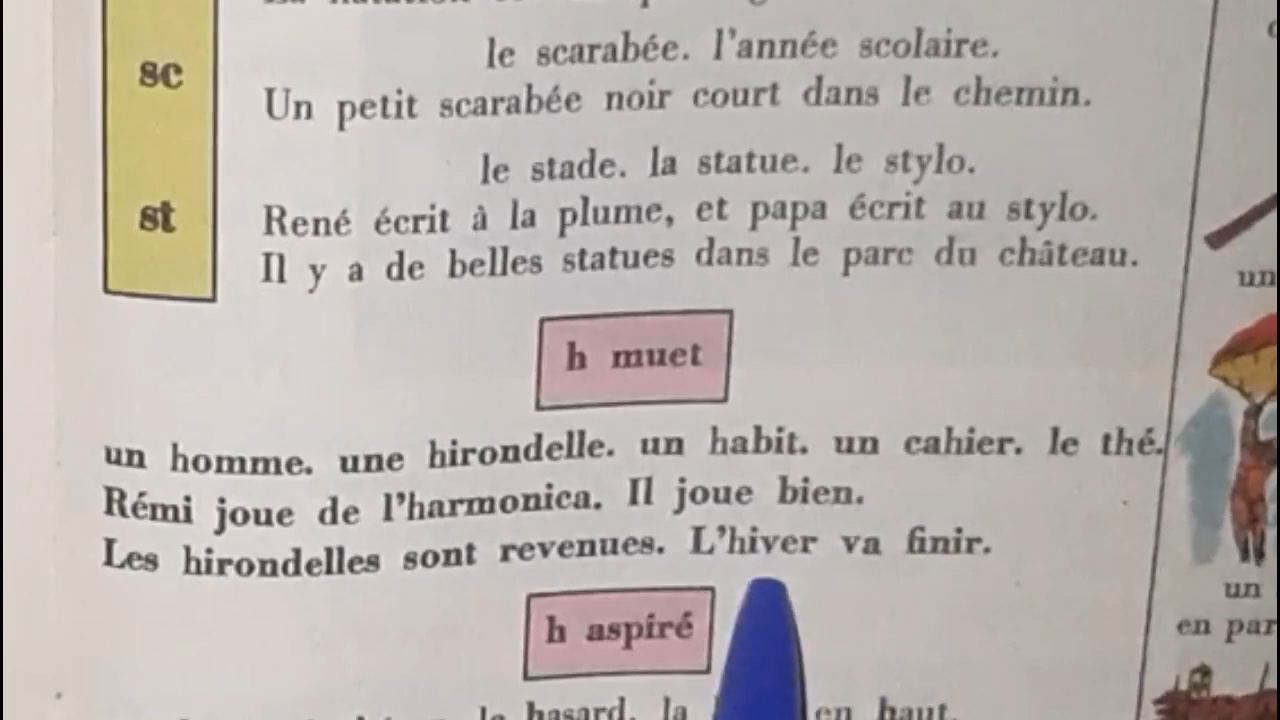 sc
le scarabée. l'année scolaire.
Un petit scarabée noir court dans le chemin.
le stade. la statue. le stylo.
st
René écrit à la plume, et papa écrit au stylo.
Il y a de belles statues dans le parc du château.
h muet
un homme. une hirondelle. un habit. un cahier. le thé.
Rémi joue de l'harmonica. Il joue bien.
Les hirondelles sont revenues. L'hiver va finir.
h aspiré
le hasard. la en haut.
un
un
en par